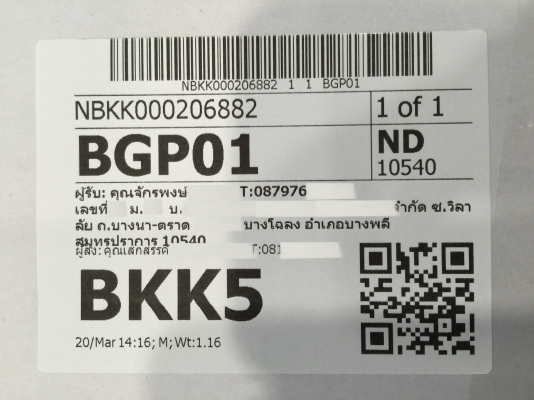 NBKK000206882 1 1 BGP01
NBKK000206882 1 of 1
BGP01 ND
10540
ผู้รับ: คุณจักรพงษ์ T:087976
เลขที่ ม. บ. จำกัด ซ.วิลา
ลัย ถ.บางนา-ตราด บางโฉลง อำเภอบางพลี
สมุทรปราการ 10540
ผู้ส่ง: คุณเสกสรรค์ T:081
BKK5
20/Mar 14:16; M; Wt:1.16